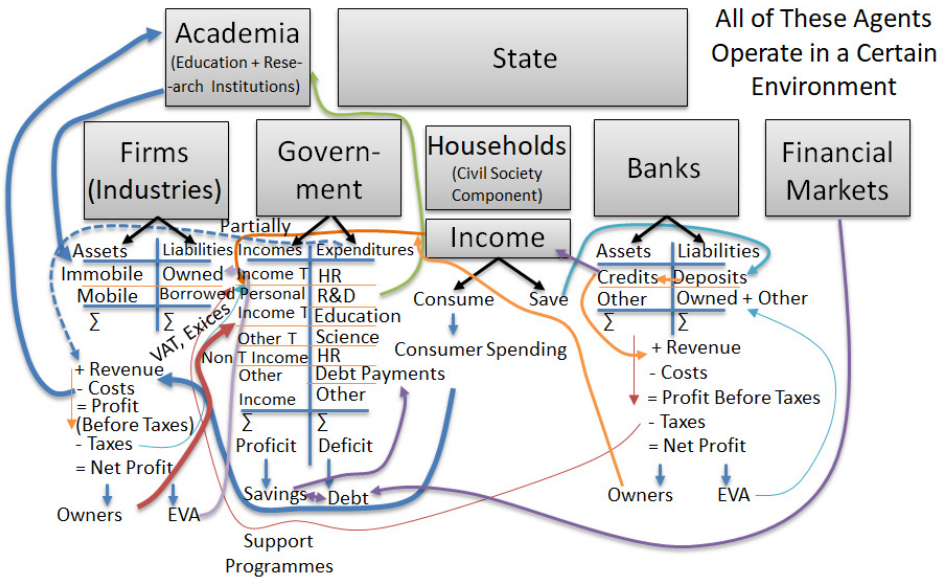 Academia
(Education + Rese-
-arch Institutions)
State
All of These Agents
Operate in a Certain
Environment
Firms
(Industries)
Govern-
ment
Households
(Civil Society
Component)
Banks
Financial
Markets
Partially
Income
Assets
Liabilities
Immobile
Owned
Mobile
Borrowed
∑
∑
VAT, Exices
+ Revenue
- Costs
= Profit
(Before Taxes)
- Taxes
= Net Profit
Owners
EVA
Incomes
Expenditures
Income T
Personal
Income T
Other T
Non T Income
Other
Income
∑
Proficit
HR
R&D
Education
Science
HR
Debt Payments
Other
∑
Deficit
Savings
Debt
Support
Programmes
Consume
Save
Consumer Spending
Assets
Liabilities
Credits
Deposits
Other
Owned + Other
∑
∑
+ Revenue
- Costs
= Profit Before Taxes
- Taxes
= Net Profit
Owners
EVA